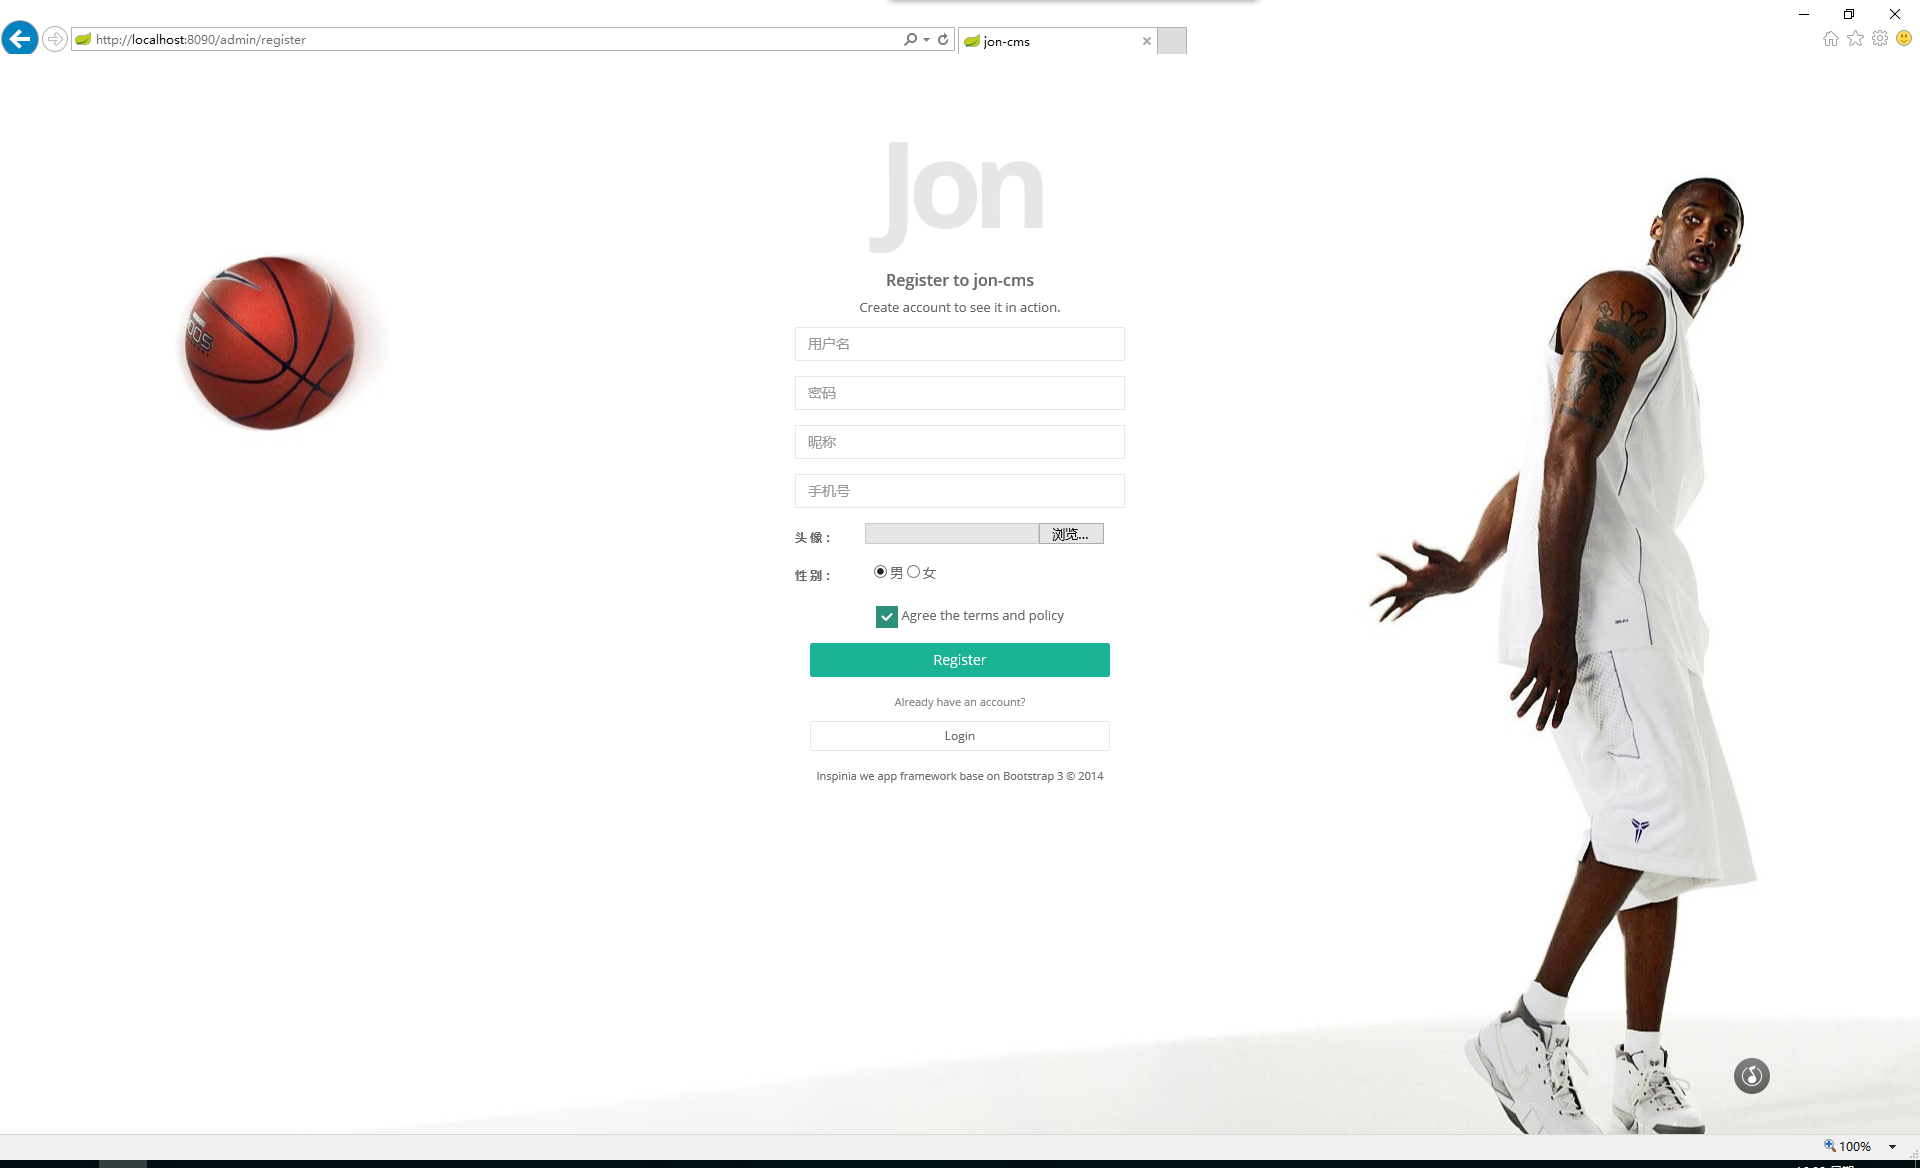 http://localhost:8090/admin/register
jon-cms
Jon
Register to jon-cms
Create account to see it in action.
用户名
密码
昵称
手机号
头像：
浏览...
性别：
男 女
Agree the terms and policy
Register
Already have an account?
Login
Inspinia we app framework base on Bootstrap 3 © 2014
100%